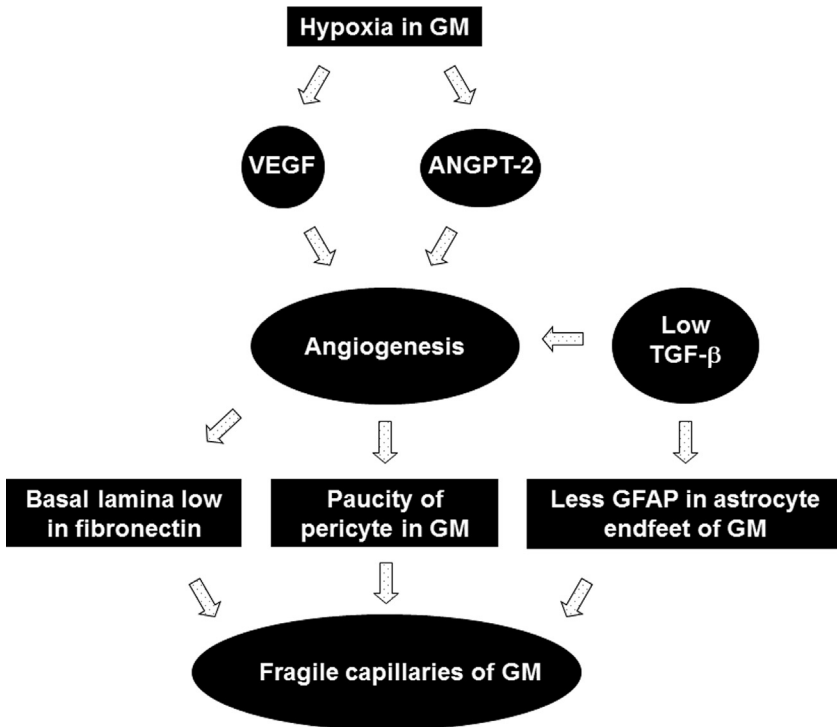 Hypoxia in GM
VEGF
ANGPT-2
Angiogenesis
Low
TGF-β
Basal lamina low
in fibronectin
Paucity of
pericyte in GM
Less GFAP in astrocyte
endfeet of GM
Fragile capillaries of GM